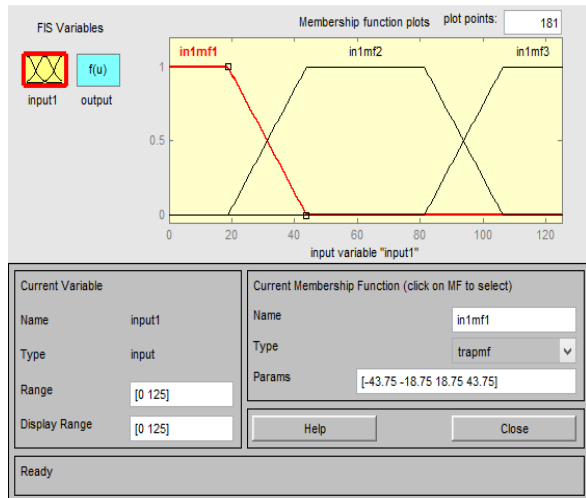 FIS Variables
Membership function plots
plot points:
181
f(u)
input1
output
in1mf1
in1mf2
in1mf3
1
0.5
0
0
20
40
60
80
100
120
input variable "input1"
Current Variable
Name
input1
Type
input
Range
[0 125]
Display Range
[0 125]
Current Membership Function (click on MF to select)
Name
in1mf1
Type
trapmf
Params
[-43.75 -18.75 18.75 43.75]
Help
Close
Ready